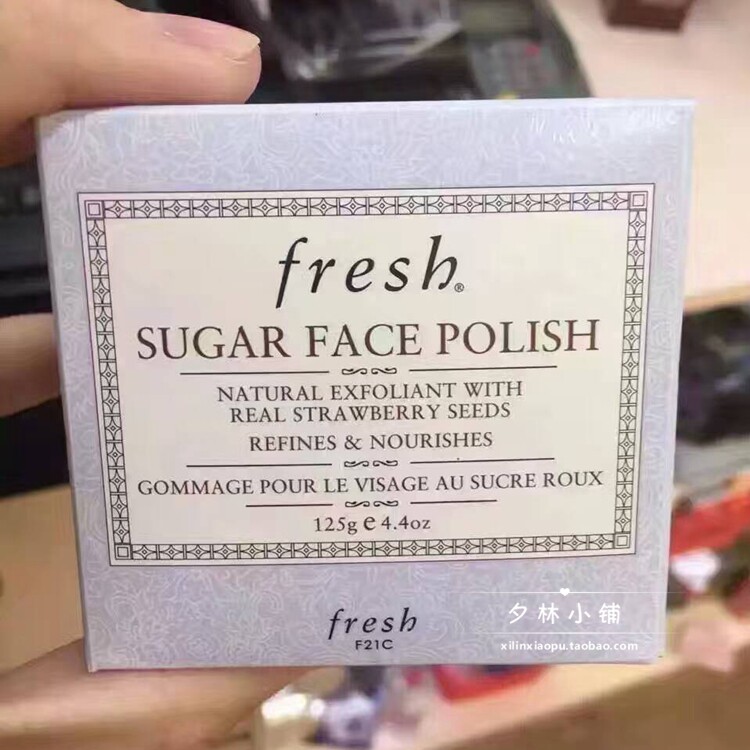 fresh®
SUGAR FACE POLISH
NATURAL EXFOLIANT WITH
REAL STRAWBERRY SEEDS
REFINES & NOURISHES
GOMMAGE POUR LE VISAGE AU SUCRE ROUX
125g e 4.4oz
fresh
F21C
夕林小铺
xilinxiaopu.taobao.com